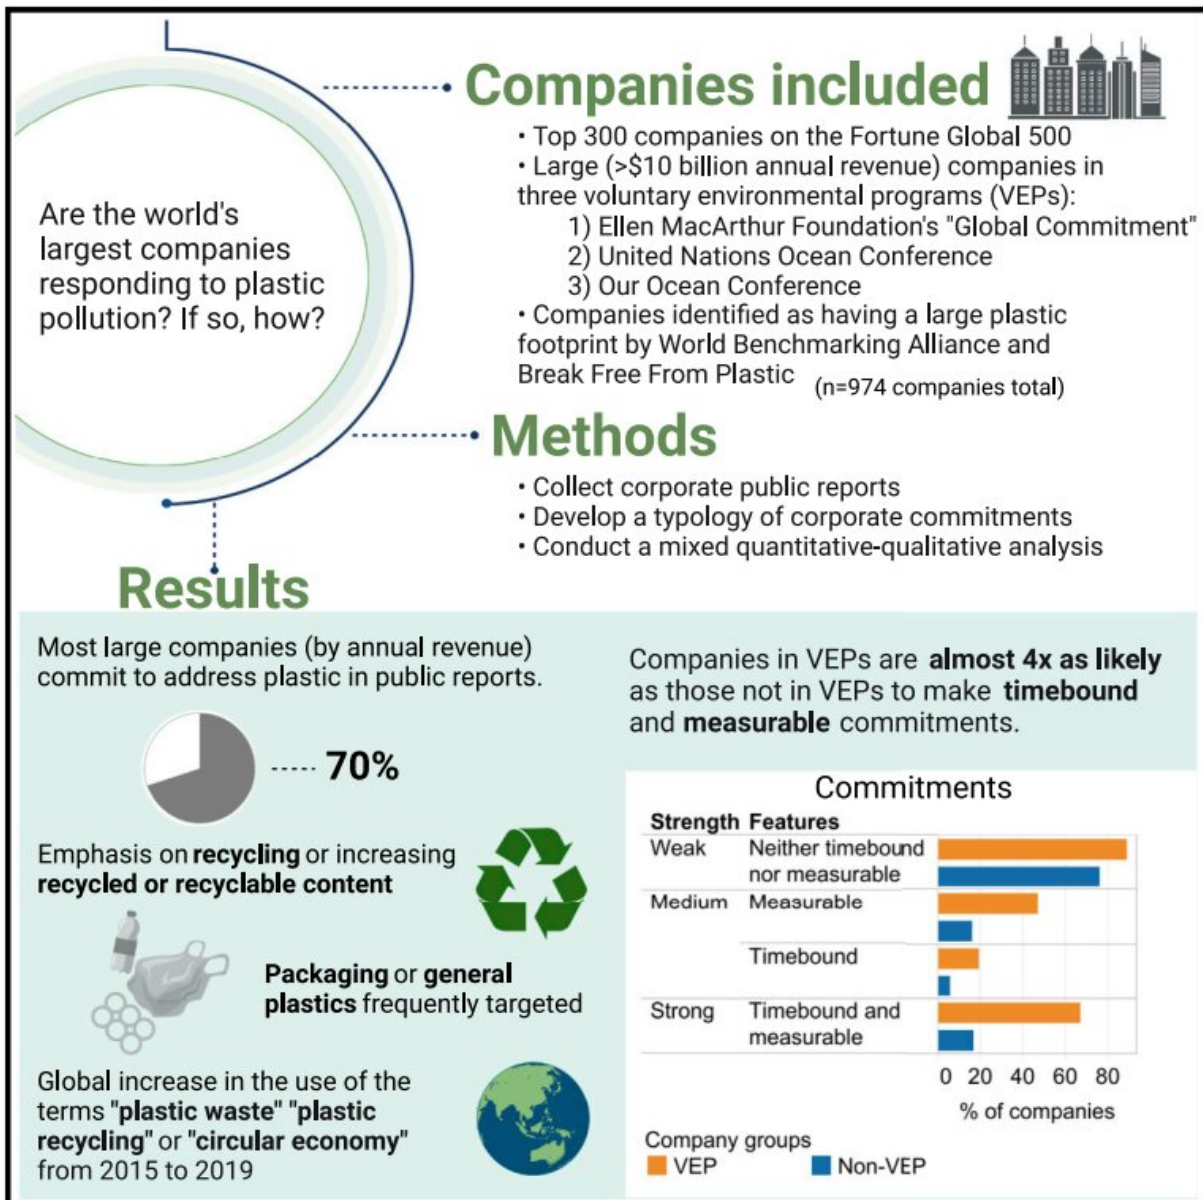 Are the world's
largest companies
responding to plastic
pollution? If so, how?
Companies included
• Top 300 companies on the Fortune Global 500
• Large (>$10 billion annual revenue) companies in
three voluntary environmental programs (VEPs):
1) Ellen MacArthur Foundation's "Global Commitment"
2) United Nations Ocean Conference
3) Our Ocean Conference
• Companies identified as having a large plastic
footprint by World Benchmarking Alliance and
Break Free From Plastic (n=974 companies total)
Methods
• Collect corporate public reports
• Develop a typology of corporate commitments
• Conduct a mixed quantitative-qualitative analysis
Results
Most large companies (by annual revenue)
commit to address plastic in public reports.
70%
Emphasis on recycling or increasing
recycled or recyclable content
Packaging or general
plastics frequently targeted
Global increase in the use of the
terms "plastic waste" "plastic
recycling" or "circular economy"
from 2015 to 2019
Companies in VEPs are almost 4x as likely
as those not in VEPs to make timebound
and measurable commitments.
Commitments
Strength Features
Weak Neither timebound
nor measurable
Medium Measurable
Timebound
Strong Timebound and
measurable
0 20 40 60 80
% of companies
Company groups
VEP Non-VEP